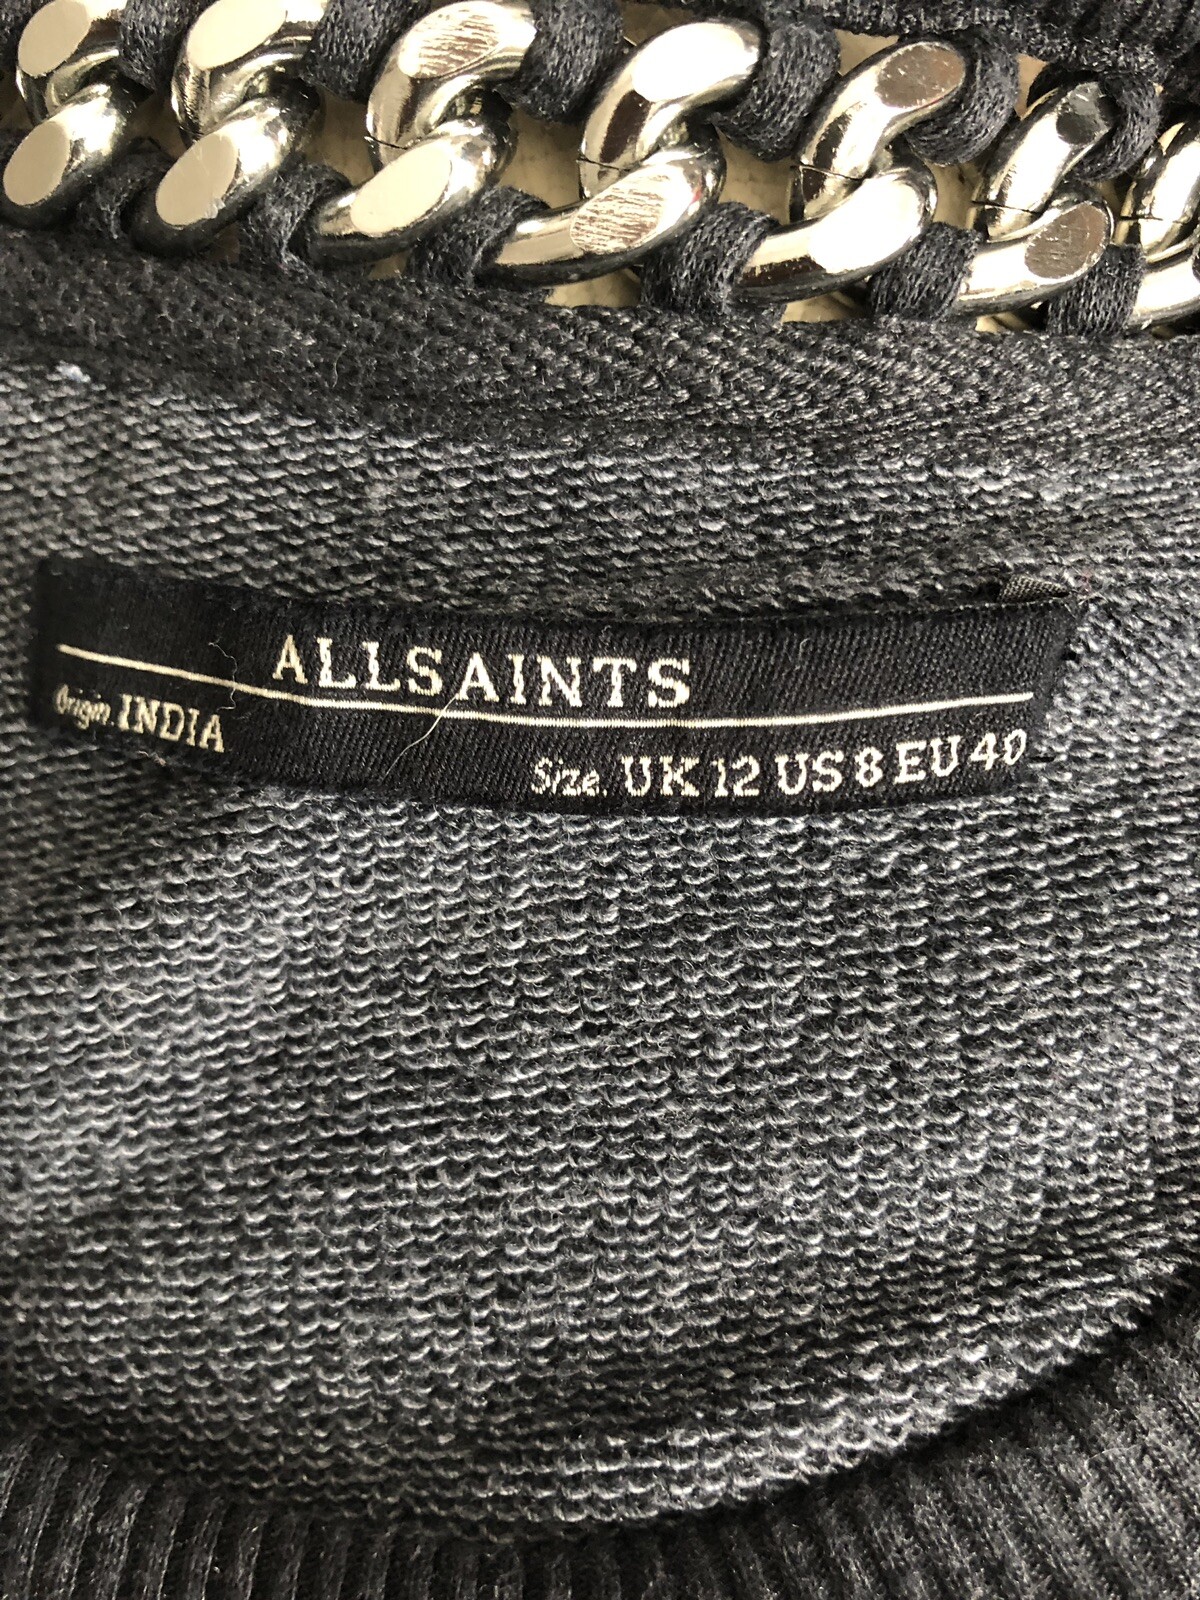 ALLSAINTS
Origin. INDIA
Size. UK 12 US 8 EU 40